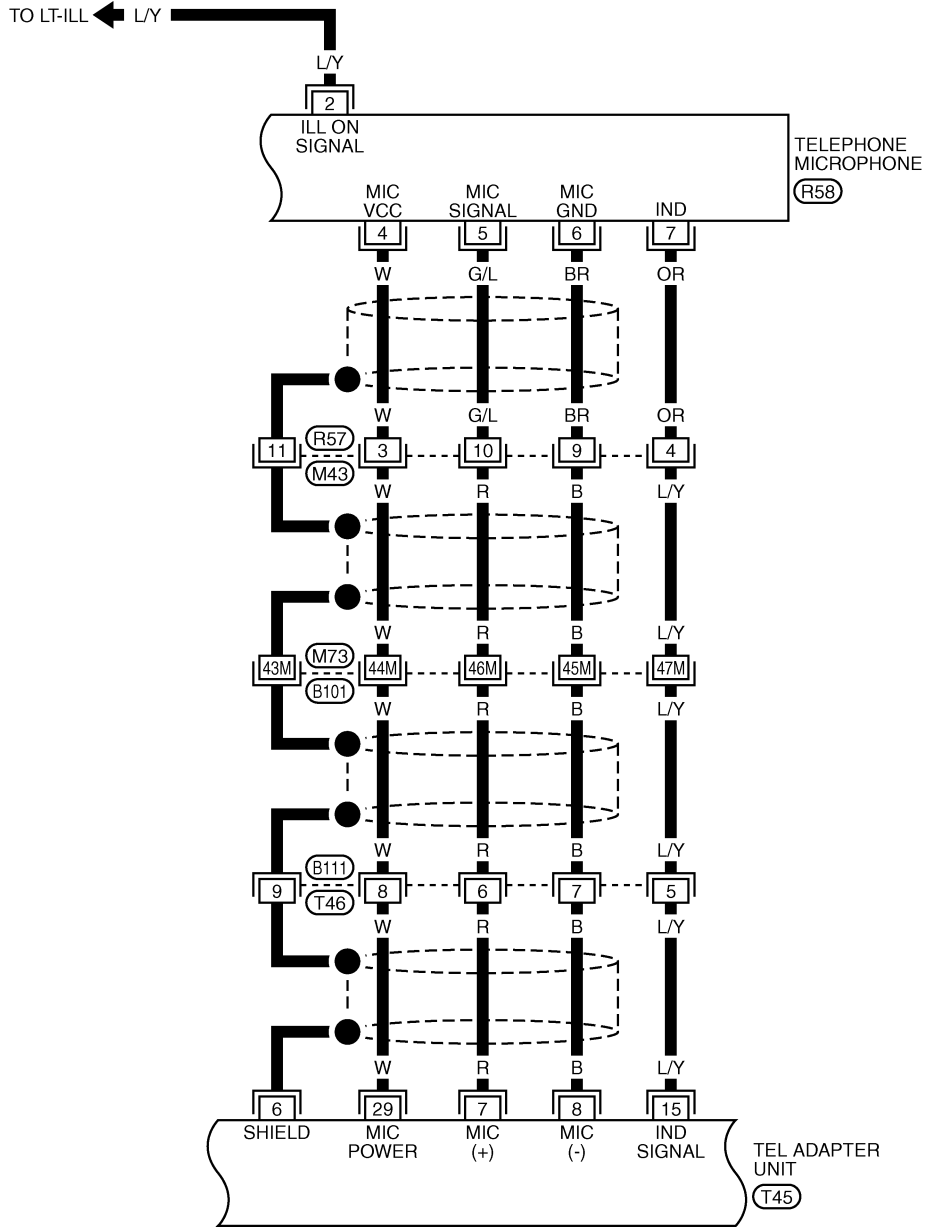 TO LT-ILL L/Y
L/Y
2
ILL ON
SIGNAL
TELEPHONE
MICROPHONE
R58
MIC
VCC
MIC
SIGNAL
MIC
GND
IND
4 5 6 7
W G/L BR OR
W G/L BR OR
11 R57 3 10 9 4
M43
W R B L/Y
W R B L/Y
43M M73 44M 46M 45M 47M
B101
W R B L/Y
W R B L/Y
9 B111 8 6 7 5
T46
W R B L/Y
W R B L/Y
6 29 7 8 15
SHIELD
MIC
POWER
MIC
(+)
MIC
(-)
IND
SIGNAL
TEL ADAPTER
UNIT
T45